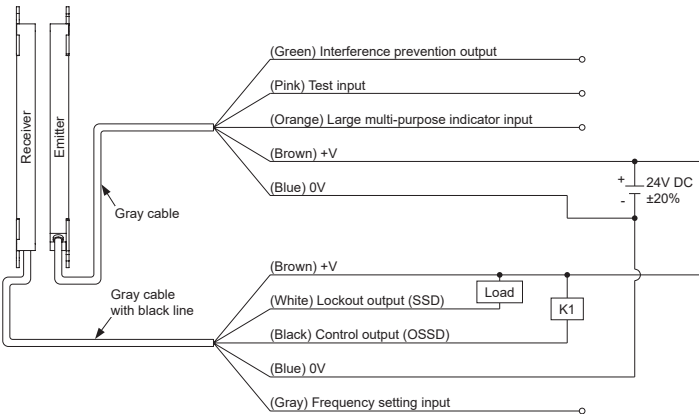 Receiver
Emitter
(Green) Interference prevention output
(Pink) Test input
(Orange) Large multi-purpose indicator input
(Brown) +V
(Blue) 0V
+
24V DC
-
±20%
Gray cable
Gray cable
with black line
(Brown) +V
(White) Lockout output (SSD)
Load
K1
(Black) Control output (OSSD)
(Blue) 0V
(Gray) Frequency setting input